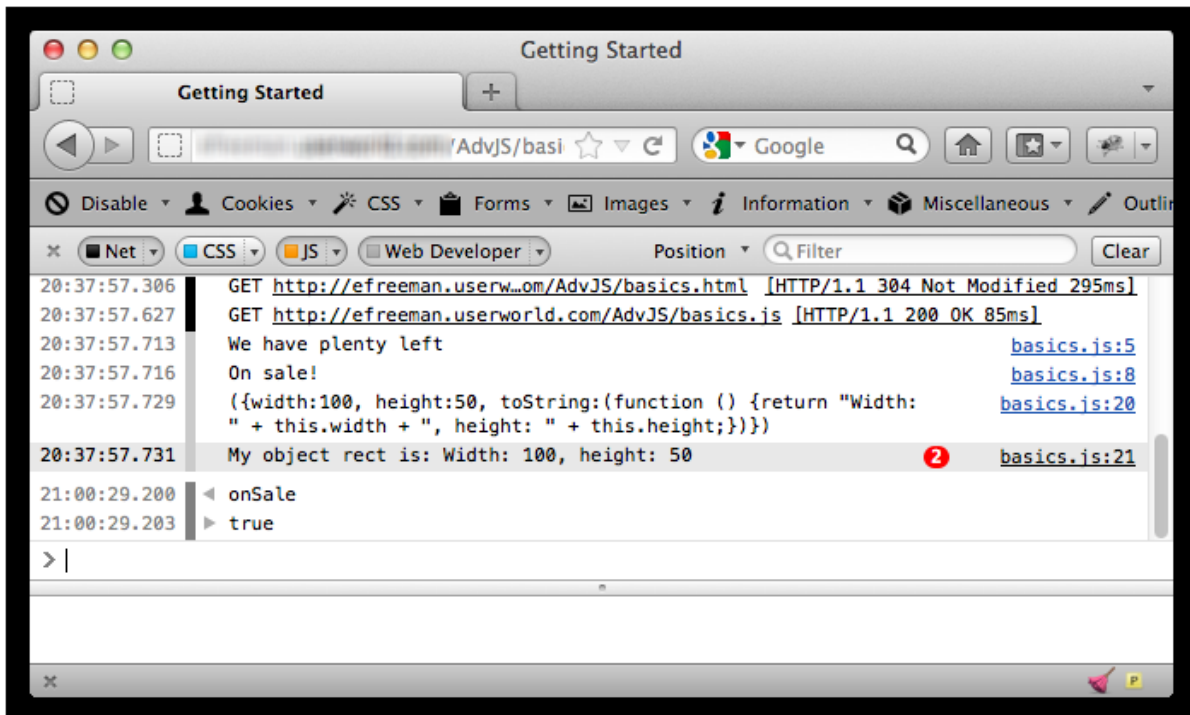 Getting Started
Getting Started
/AdvJS/basi Google
Disable Cookies CSS Forms Images Information Miscellaneous Outlin
Net CSS JS Web Developer Position Filter Clear
20:37:57.306 GET http://efreeman.userw…om/AdvJS/basics.html [HTTP/1.1 304 Not Modified 295ms]
20:37:57.627 GET http://efreeman.userworld.com/AdvJS/basics.js [HTTP/1.1 200 OK 85ms]
20:37:57.713 We have plenty left basics.js:5
20:37:57.716 On sale! basics.js:8
20:37:57.729 ({width:100, height:50, toString:(function () {return "Width: basics.js:20
" + this.width + ", height: " + this.height;})})
20:37:57.731 My object rect is: Width: 100, height: 50 2 basics.js:21
21:00:29.200 onSale
21:00:29.203 true
>
P